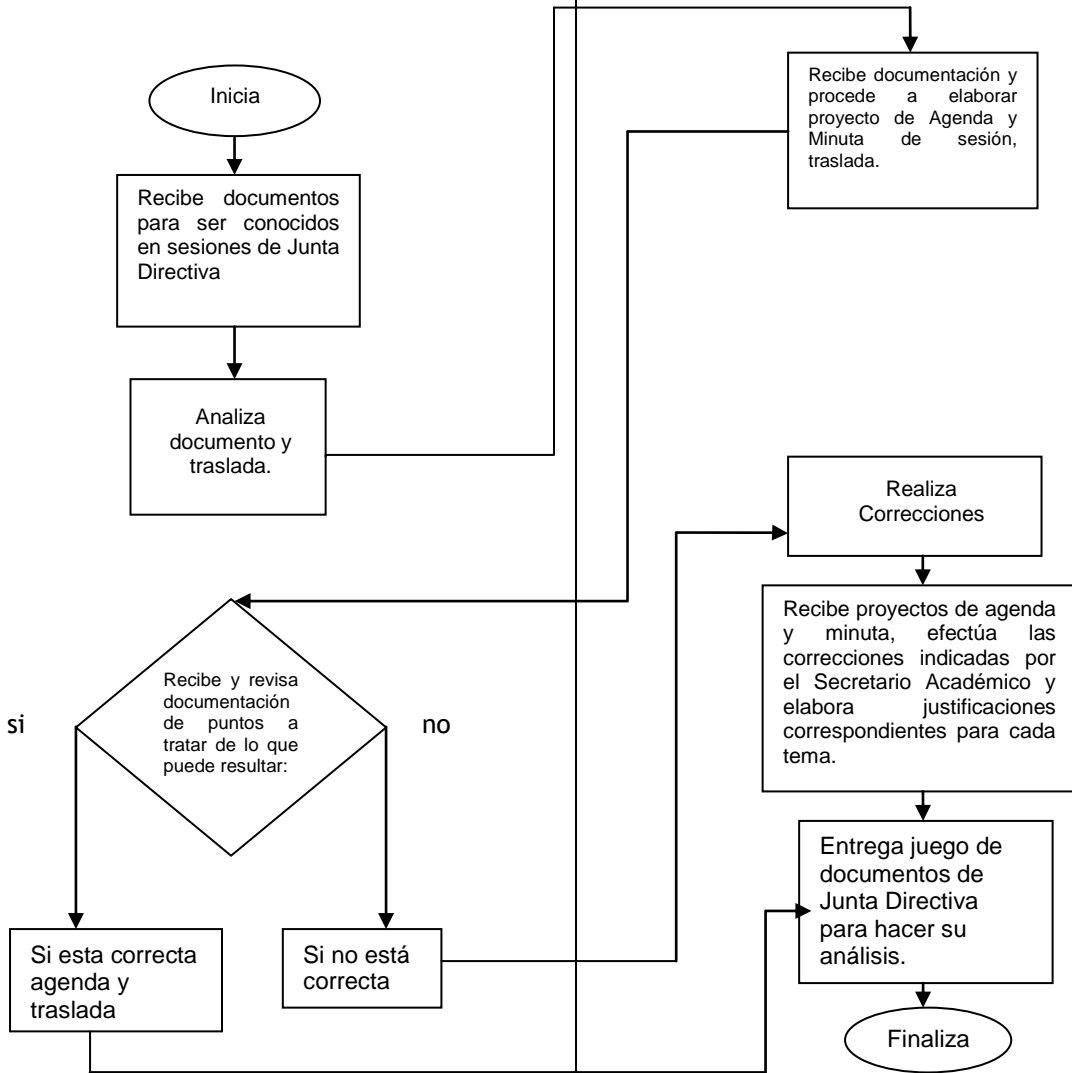 Inicia
Recibe documentos
para ser conocidos
en sesiones de Junta
Directiva
Analiza
documento y
traslada.
Recibe documentación y
procede a elaborar
proyecto de Agenda y
Minuta de sesión,
traslada.
Recibe y revisa
documentación
de puntos a
tratar de lo que
puede resultar:
si
no
Si esta correcta
agenda y
traslada
Si no está
correcta
Realiza
Correcciones
Recibe proyectos de agenda
y minuta, efectúa las
correcciones indicadas por
el Secretario Académico y
elabora justificaciones
correspondientes para cada
tema.
Entrega juego de
documentos de
Junta Directiva
para hacer su
análisis.
Finaliza